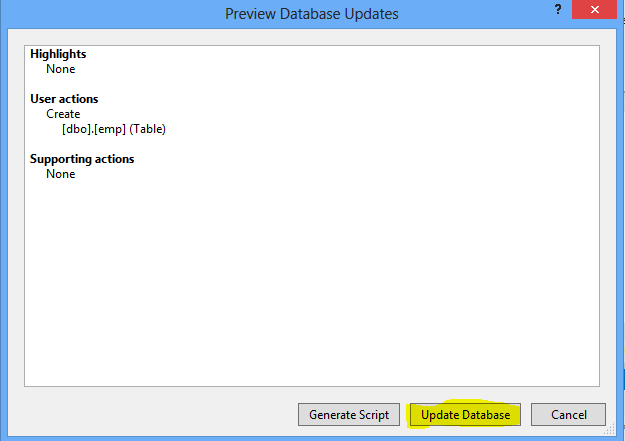 Preview Database Updates
?
Highlights
None
User actions
Create
[dbo].[emp] (Table)
Supporting actions
None
Generate Script
Update Database
Cancel